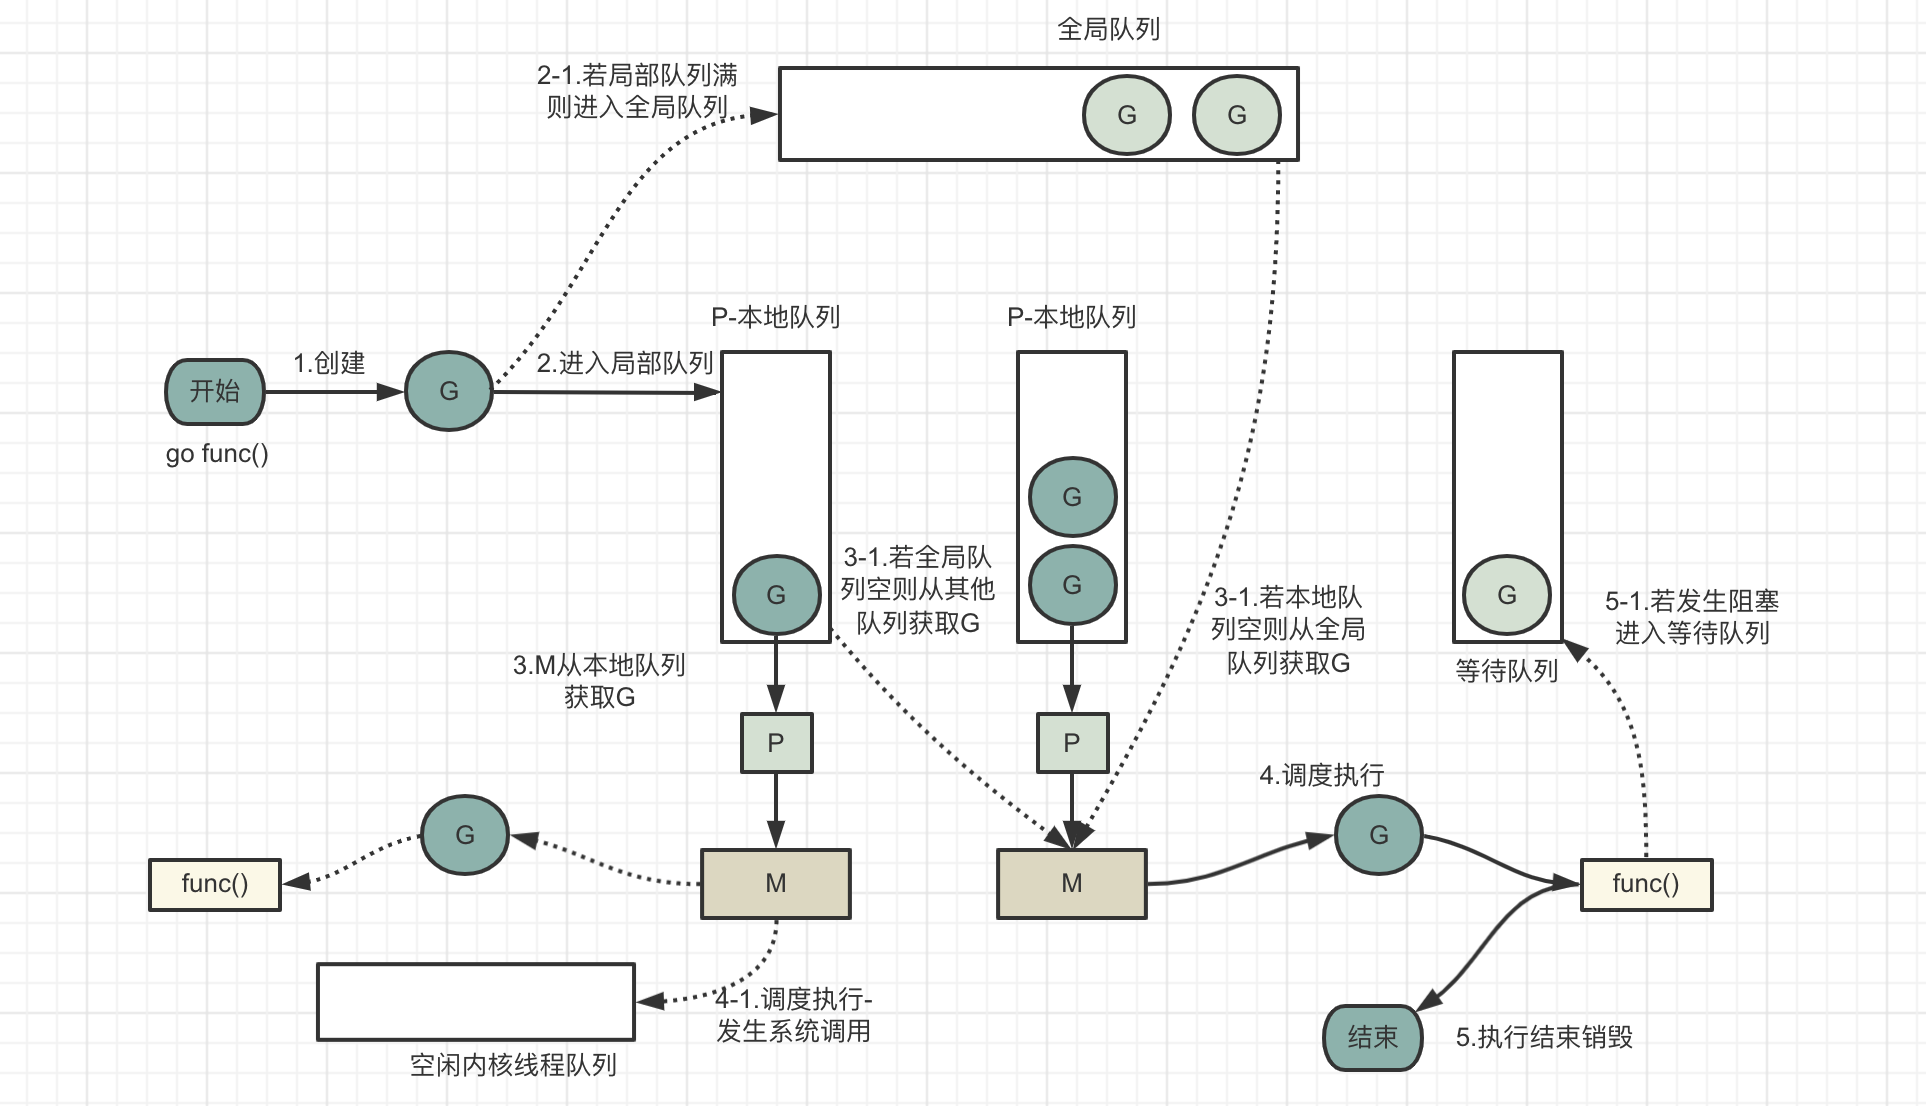 全局队列
2-1.若局部队列满
则进入全局队列
G
G
P-本地队列
P-本地队列
开始
1.创建
G
2.进入局部队列
go func()
G
G
G
G
3-1.若全局队
列空则从其他
队列获取G
3-1.若本地队
列空则从全局
队列获取G
5-1.若发生阻塞
进入等待队列
等待队列
3.M从本地队列
获取G
P
P
4.调度执行
G
G
func()
M
M
func()
4-1.调度执行-
发生系统调用
空闲内核线程队列
结束
5.执行结束销毁